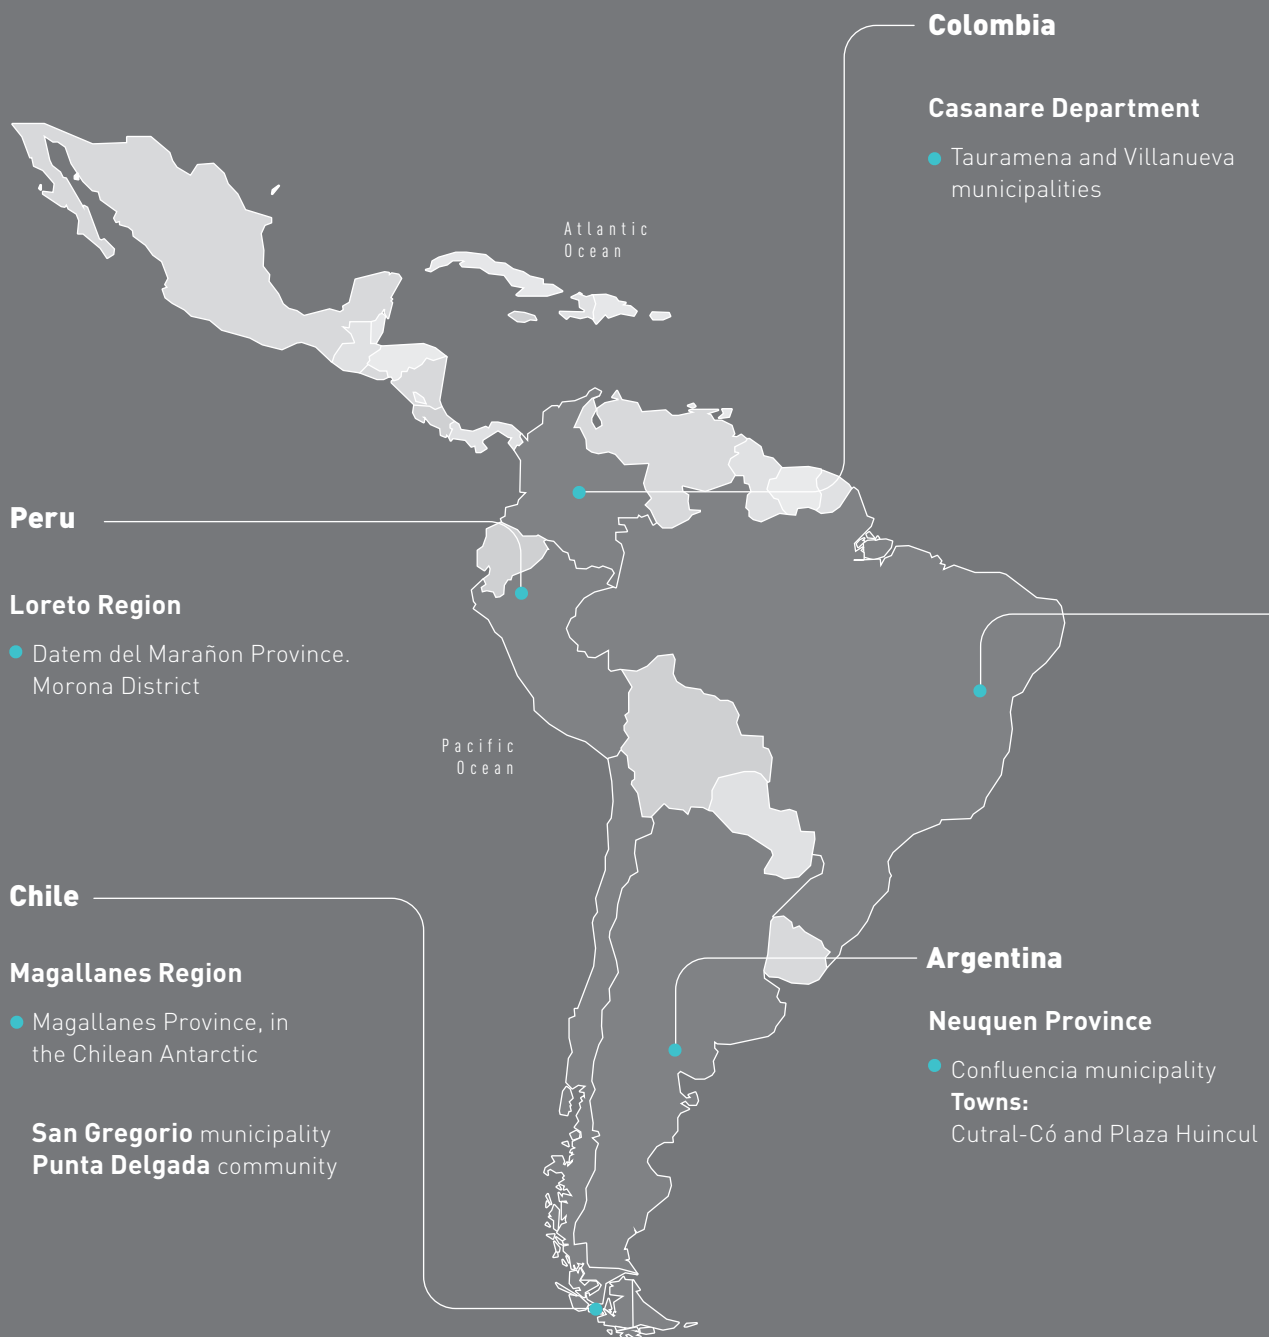 Colombia
Casanare Department
Tauramena and Villanueva
municipalities
Atlantic
Ocean
Peru
Loreto Region
Datem del Marañon Province.
Morona District
Pacific
Ocean
Chile
Magallanes Region
Magallanes Province, in
the Chilean Antarctic
San Gregorio municipality
Punta Delgada community
Argentina
Neuquen Province
Confluencia municipality
Towns:
Cutral-Có and Plaza Huincul